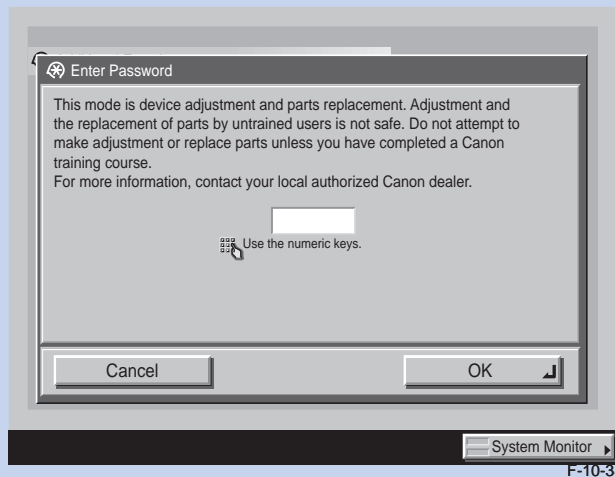 Enter Password
This mode is device adjustment and parts replacement. Adjustment and
the replacement of parts by untrained users is not safe. Do not attempt to
make adjustment or replace parts unless you have completed a Canon
training course.
For more information, contact your local authorized Canon dealer.
Use the numeric keys.
Cancel
OK
System Monitor
F-10-3